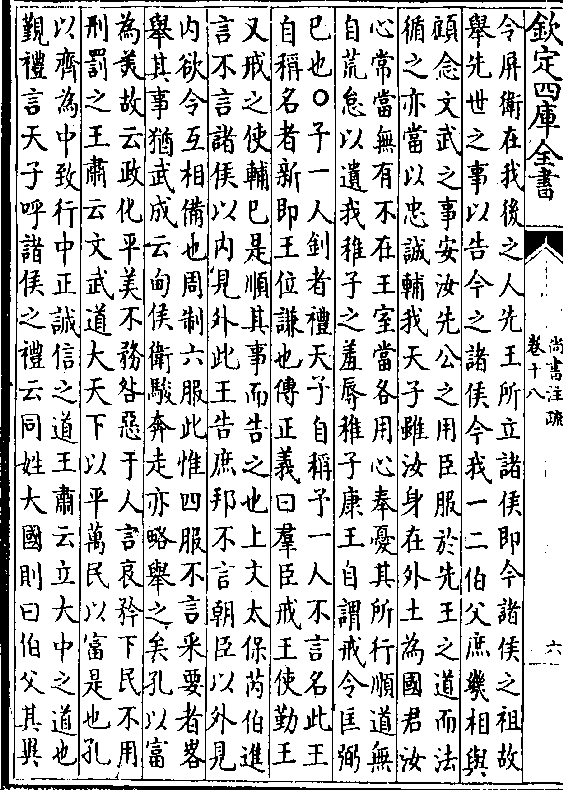 欽定四庫全書
尚書注疏
卷十八
六
今屏衛在我後之人先王所立諸侯即今諸侯之祖故
舉先世之事以告今之諸侯令我一二伯父庶幾相與
顧念文武之事安汝先公之用臣服於先王之道而法
循之亦當以忠誠輔我天子雖汝身在外土為國君汝
心常當無有不在王室當各用心奉憂其所行順道無
自荒怠以遺我稚子之羞辱稚子康王自謂戒令匡弼
已也○予一人釗者禮天子自稱予一人不言名此王
自稱名者新即王位謙也傳正義曰羣臣戒王使勤王
又戒之使輔已是順其事而告之也上文太保芮伯進
言不言諸侯以内見外此王告庶邦不言朝臣以外見
内欲令互相備也周制六服此惟四服不言采要者畧
舉其事猶武成云甸侯衛駿奔走亦略舉之矣孔以富
為美故云政化平美不務咎惡于人言哀矜下民不用
刑罰之王肅云文武道大天下以平萬民以富是也孔
以齊為中致行中正誠信之道王肅云立大中之道也
覲禮言天子呼諸侯之禮云同姓大國則曰伯父其異